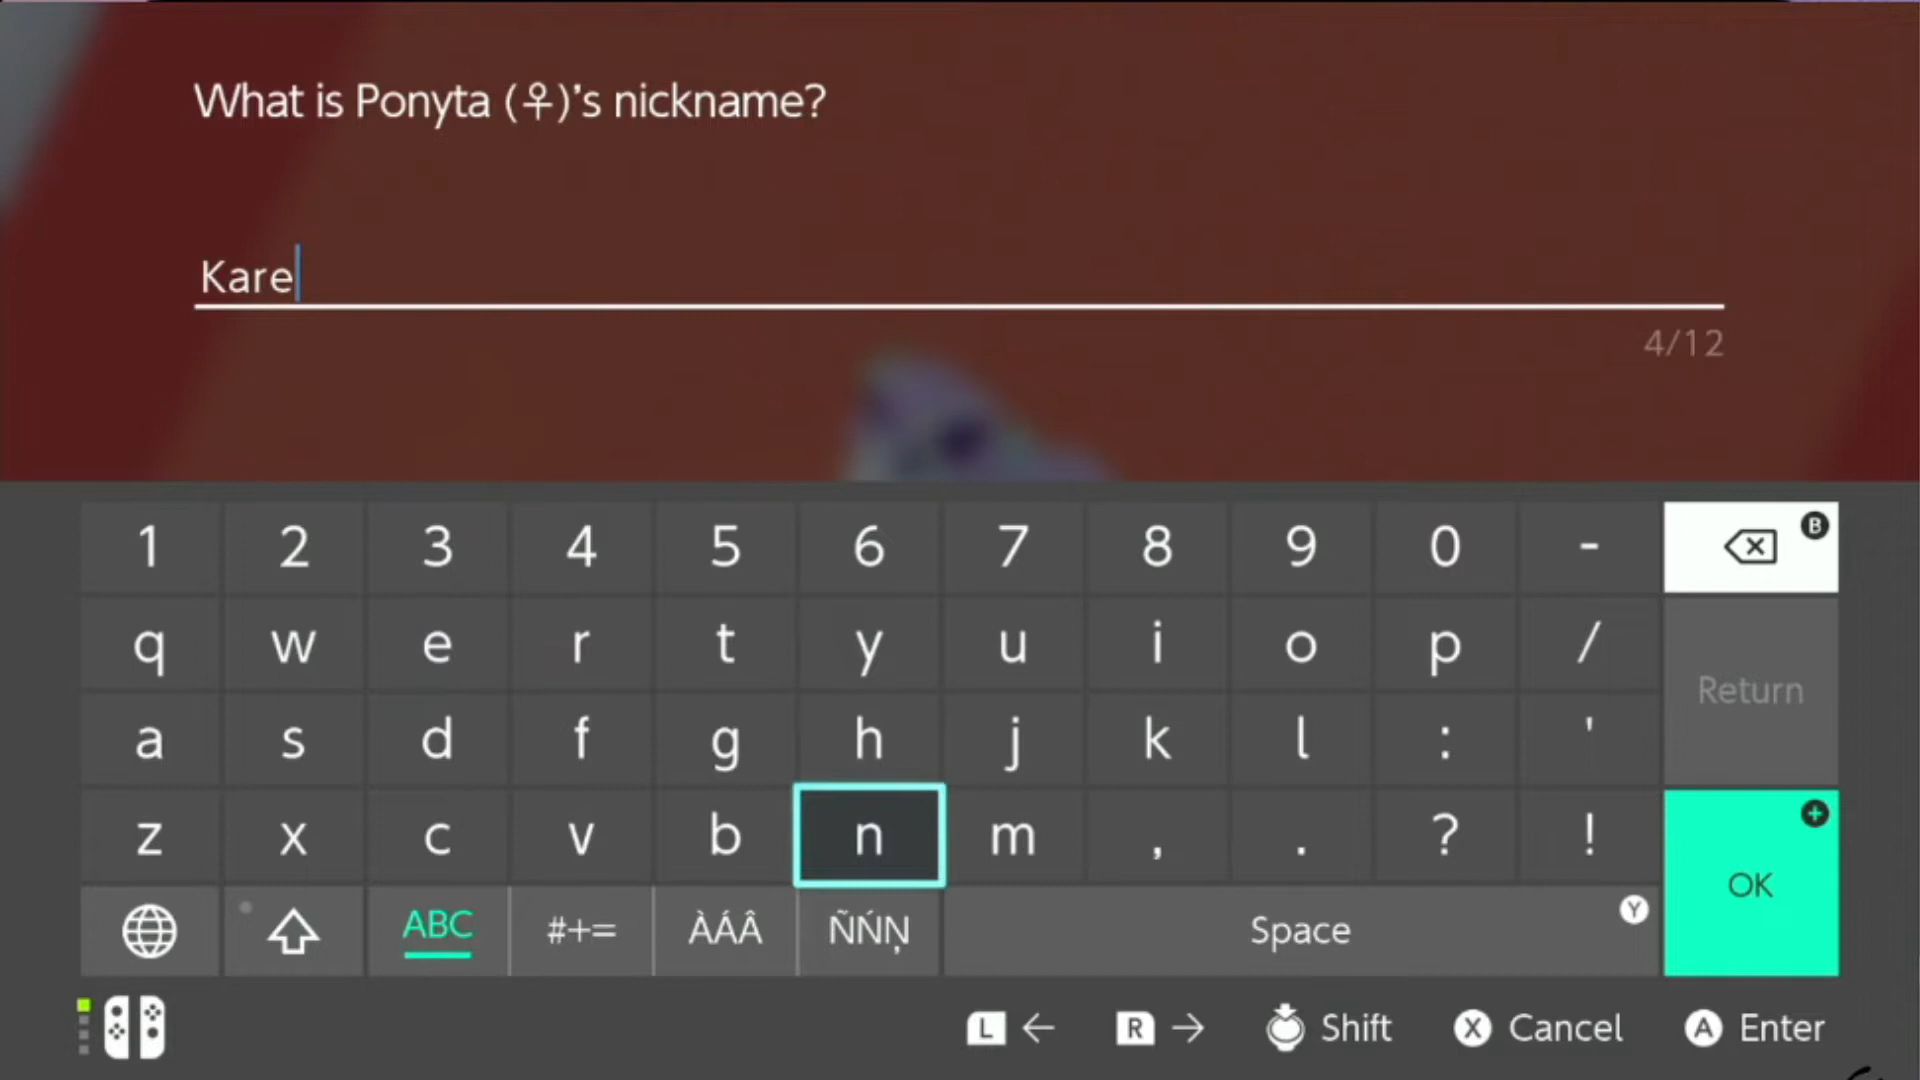 What is Ponyta (♀)'s nickname?
Kare
4/12
1 2 3 4 5 6 7 8 9 0 - B
q w e r t y u i o p /
Return
a s d f g h j k l : '
z x c v b n m , . ? ! +
OK
ABC #+= ÀÁÂ ÑŃŅ Space Y
L ← R → Shift X Cancel A Enter